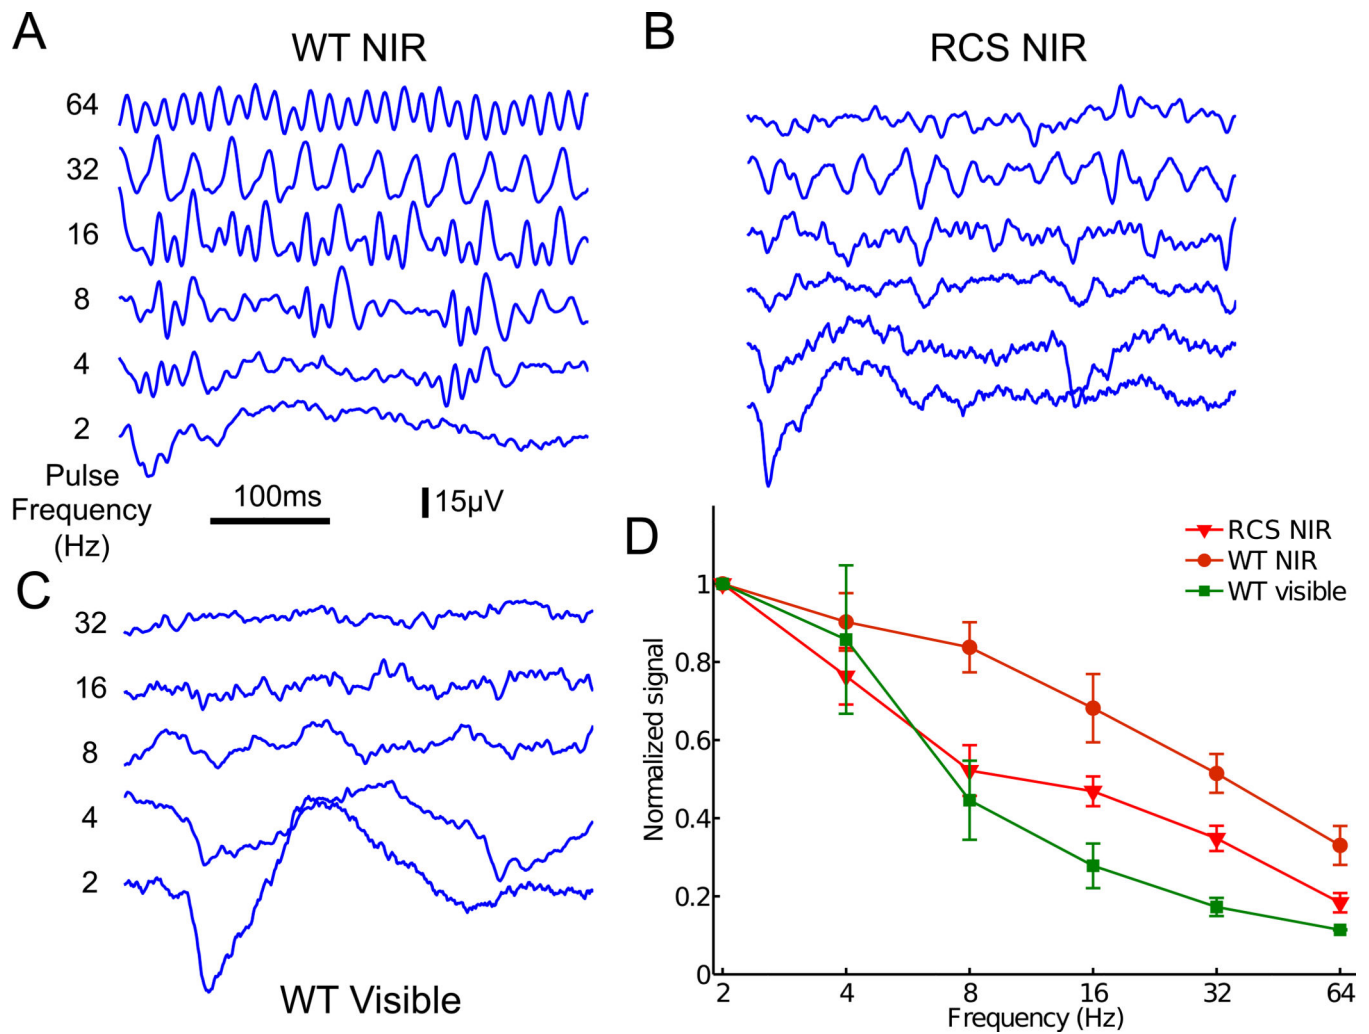 A
WT NIR
64
32
16
8
4
2
Pulse
Frequency
(Hz)
100ms
15µV
B
RCS NIR
C
32
16
8
4
2
WT Visible
D
RCS NIR
WT NIR
WT visible
Normalized signal
1
0.8
0.6
0.4
0.2
0
2 4 8 16 32 64
Frequency (Hz)